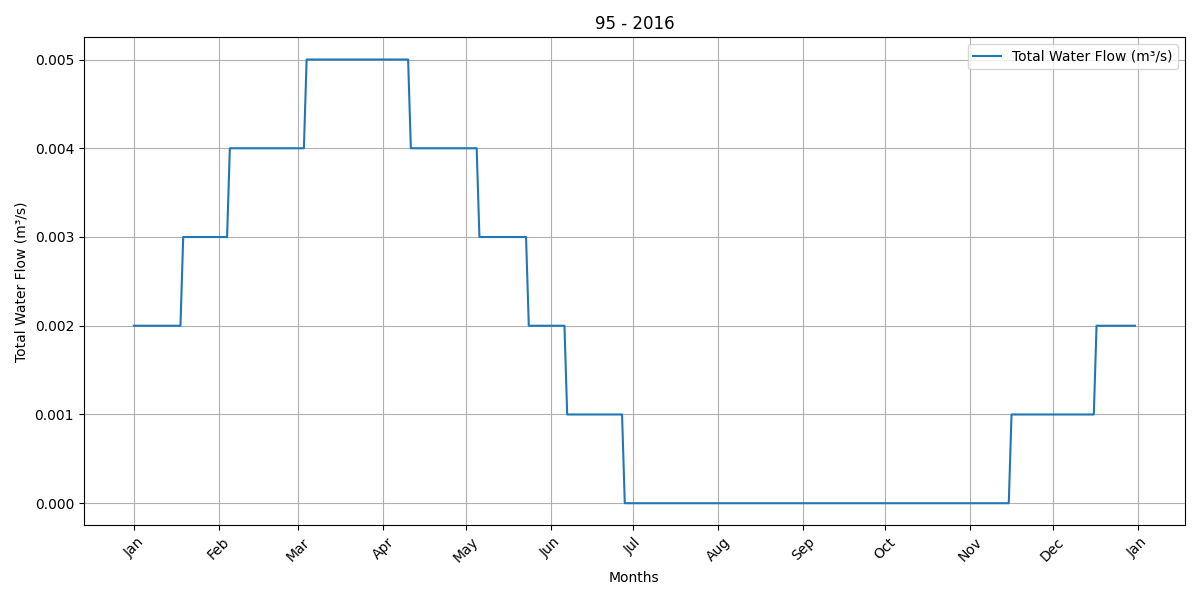 95 - 2016
Total Water Flow (m³/s)
Total Water Flow (m³/s)
0.005
0.004
0.003
0.002
0.001
0.000
Jan
Feb
Mar
Apr
May
Jun
Jul
Aug
Sep
Oct
Nov
Dec
Jan
Months